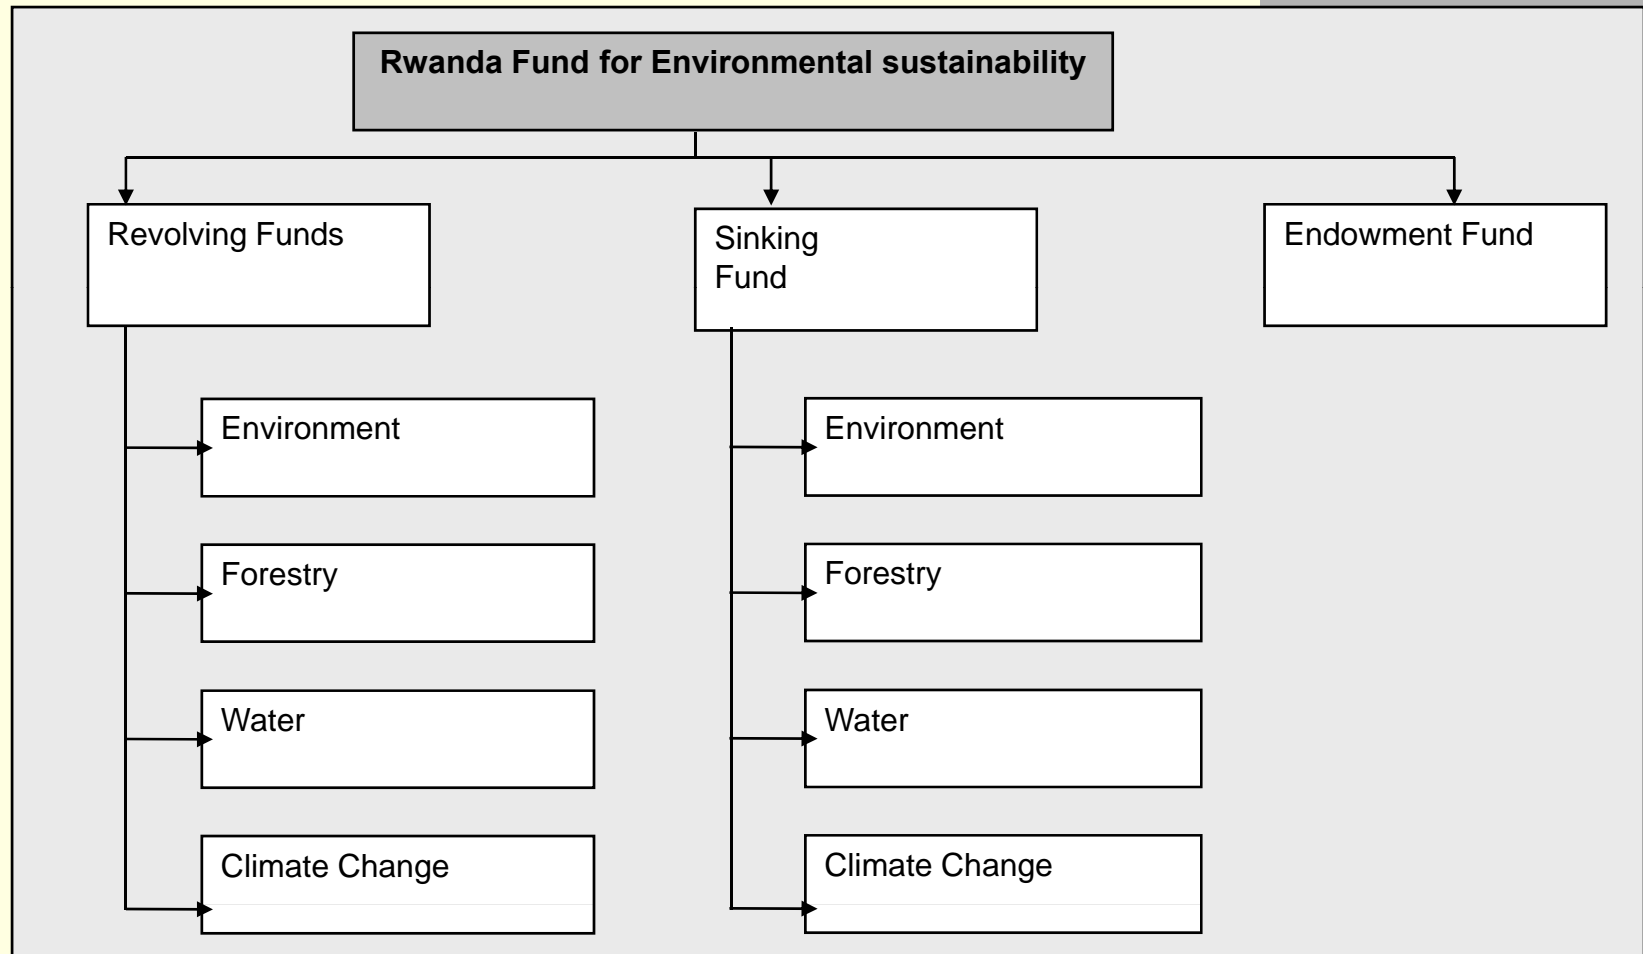 Rwanda Fund for Environmental sustainability
Revolving Funds
Sinking
Fund
Endowment Fund
Environment
Environment
Forestry
Forestry
Water
Water
Climate Change
Climate Change